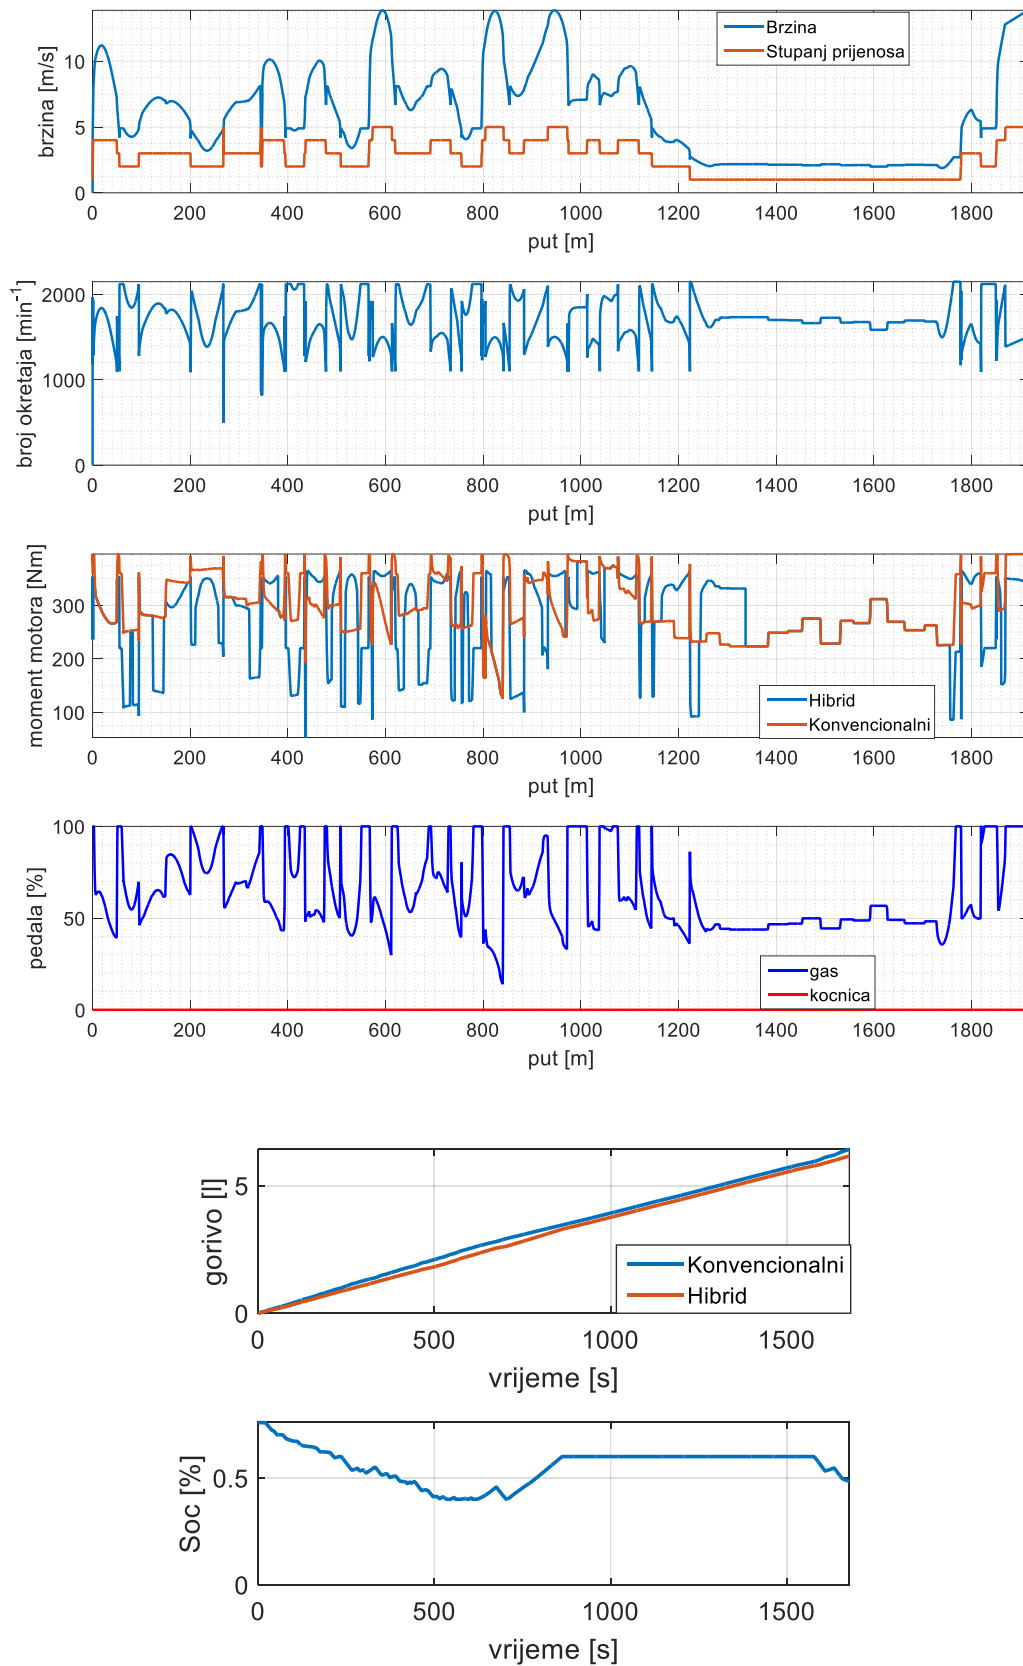 brzina [m/s]
10
5
0
Brzina
Stupanj prijenosa
0 200 400 600 800 1000 1200 1400 1600 1800
put [m]
broj okretaja [min-1]
2000
1000
0
0 200 400 600 800 1000 1200 1400 1600 1800
put [m]
moment motora [Nm]
300
200
100
Hibrid
Konvencionalni
0 200 400 600 800 1000 1200 1400 1600 1800
put [m]
pedala [%]
100
50
0
gas
kocnica
0 200 400 600 800 1000 1200 1400 1600 1800
put [m]
gorivo [l]
5
0
Konvencionalni
Hibrid
0 500 1000 1500
vrijeme [s]
Soc [%]
0.5
0
0 500 1000 1500
vrijeme [s]